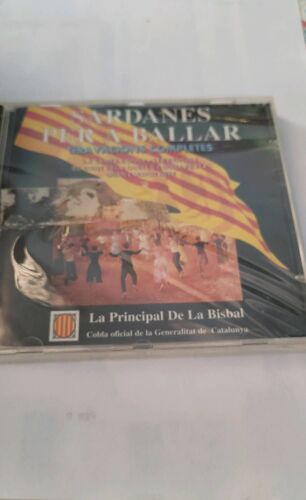 SARDANES
PER A BALLAR
GRAVACIONS COMPLETES
La Principal De La Bisbal
Cobla oficial de la Generalitat de Catalunya